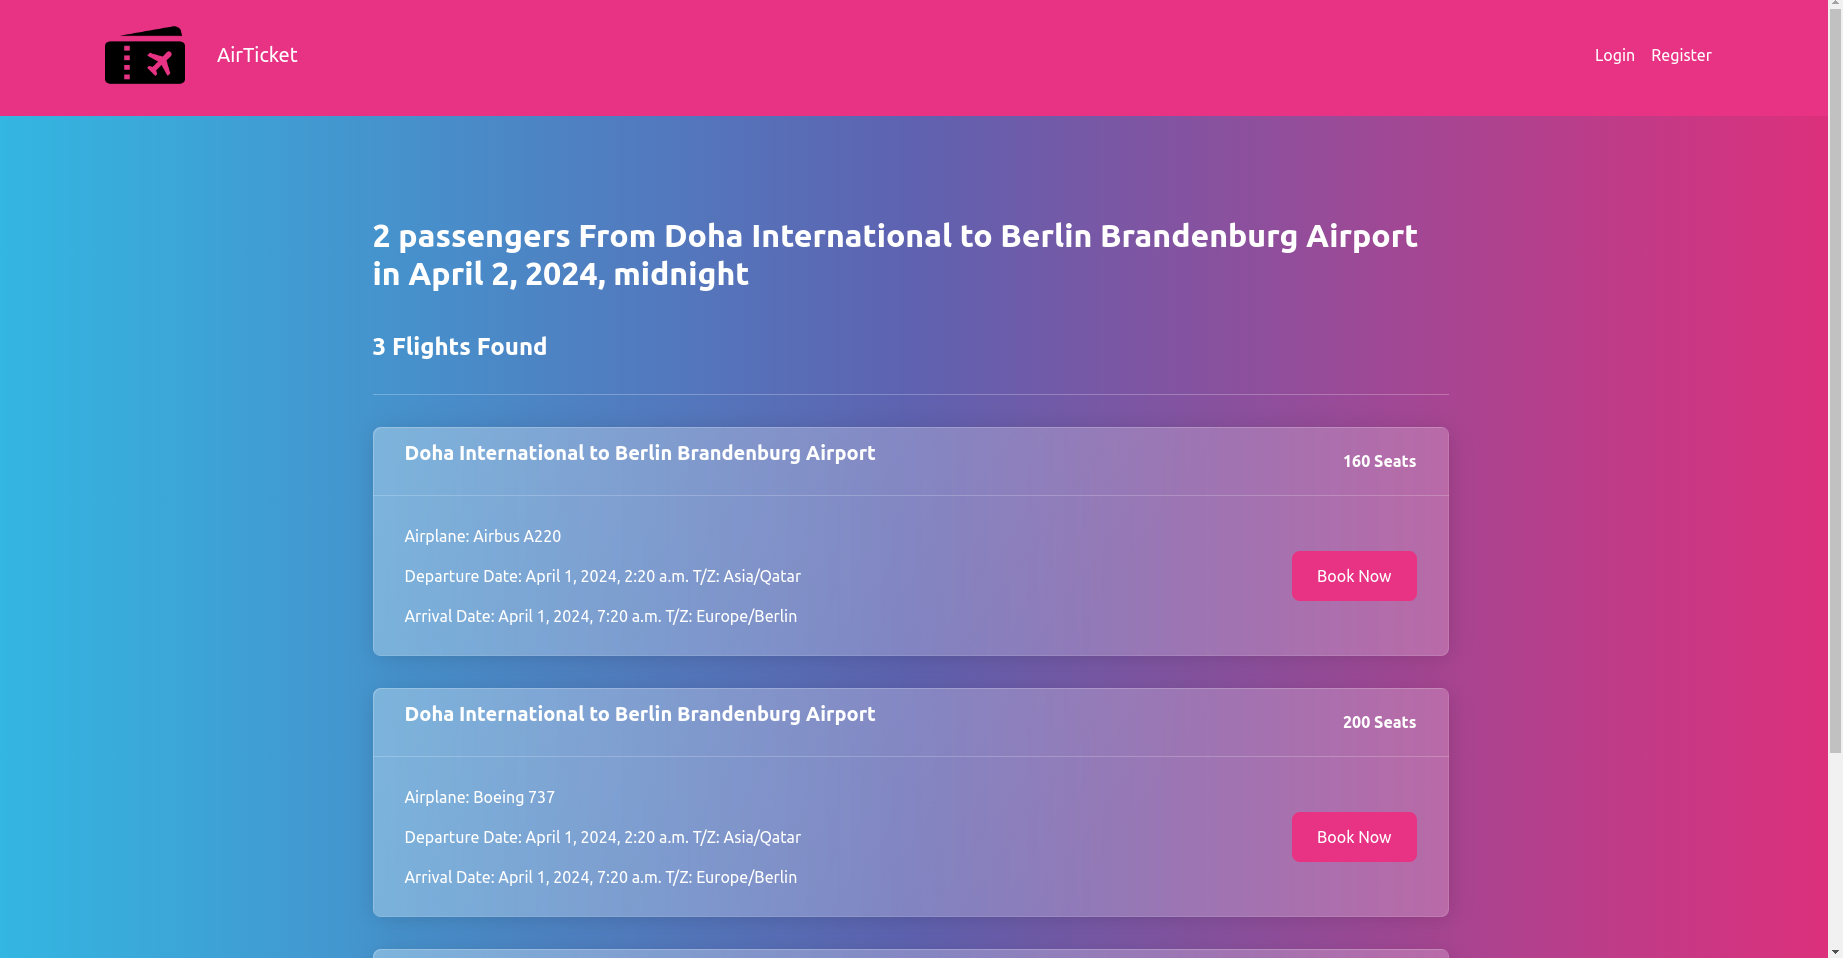 AirTicket
Login
Register
2 passengers From Doha International to Berlin Brandenburg Airport
in April 2, 2024, midnight
3 Flights Found
Doha International to Berlin Brandenburg Airport
160 Seats
Airplane: Airbus A220
Departure Date: April 1, 2024, 2:20 a.m. T/Z: Asia/Qatar
Arrival Date: April 1, 2024, 7:20 a.m. T/Z: Europe/Berlin
Book Now
Doha International to Berlin Brandenburg Airport
200 Seats
Airplane: Boeing 737
Departure Date: April 1, 2024, 2:20 a.m. T/Z: Asia/Qatar
Arrival Date: April 1, 2024, 7:20 a.m. T/Z: Europe/Berlin
Book Now